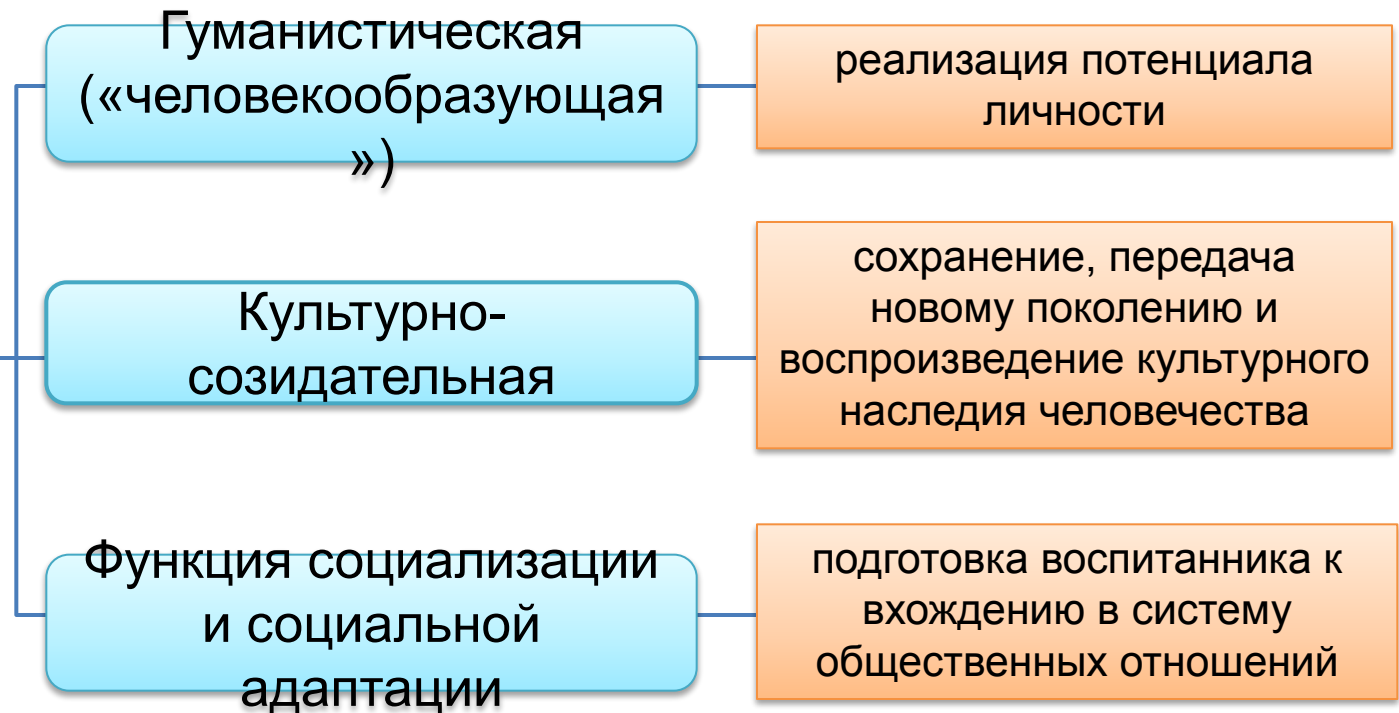 Гуманистическая
(«человекообразующая
»)
реализация потенциала
личности
Культурно-
созидательная
сохранение, передача
новому поколению и
воспроизведение культурного
наследия человечества
Функция социализации
и социальной
адаптации
подготовка воспитанника к
вхождению в систему
общественных отношений